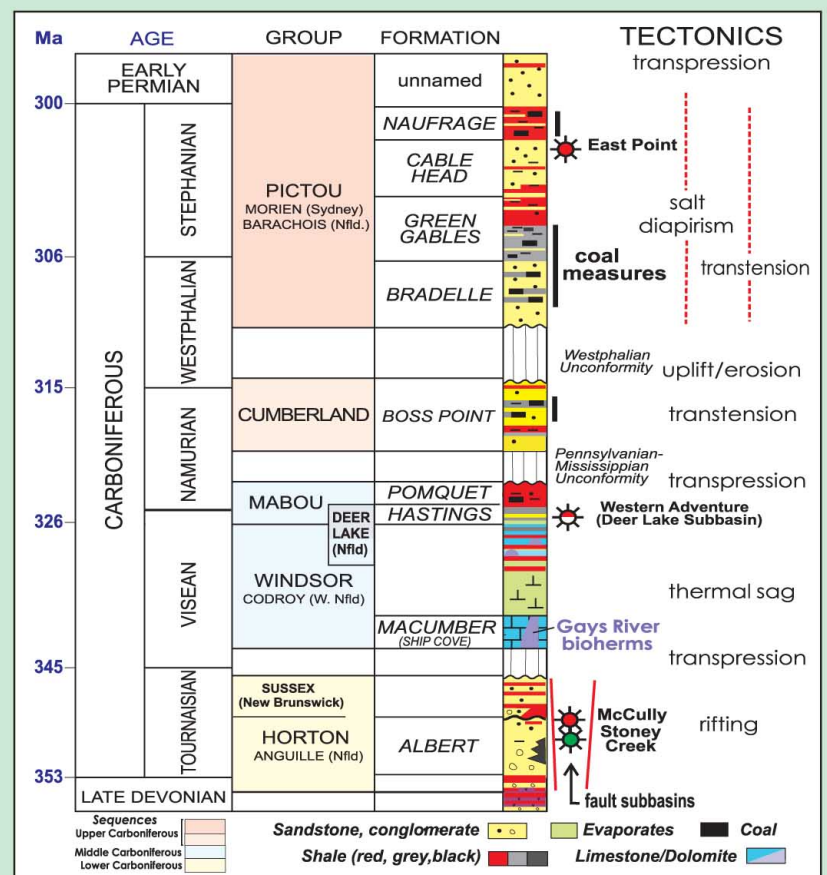 Ma AGE GROUP FORMATION TECTONICS
EARLY
PERMIAN
unnamed
transpression
300
NAUFRAGE
East Point
STEPHANIAN
CABLE
HEAD
PICTOU
MORIEN (Sydney)
BARACHOIS (Nfld.)
GREEN
GABLES
salt
diapirism
306
coal
measures
transtension
WESTPHALIAN
BRADELLE
Westphalian
Unconformity
uplift/erosion
315
CARBONIFEROUS
CUMBERLAND
BOSS POINT
transtension
NAMURIAN
Pennsylvanian-
Mississippian
Unconformity
transpression
MABOU
POMQUET
326
HASTINGS
Western Adventure
(Deer Lake Subbasin)
DEER
LAKE
(Nfld)
VISEAN
WINDSOR
CODROY (W. Nfld)
thermal sag
MACUMBER
(SHIP COVE)
Gays River
bioherms
345
transpression
TOURNAISIAN
SUSSEX
(New Brunswick)
McCully
Stoney
Creek
rifting
HORTON
ANGUILLE (Nfld)
ALBERT
353
LATE DEVONIAN
fault subbasins
Sequences
Upper Carboniferous
Middle Carboniferous
Lower Carboniferous
Sandstone, conglomerate
Evaporates
Coal
Shale (red, grey,black)
Limestone/Dolomite